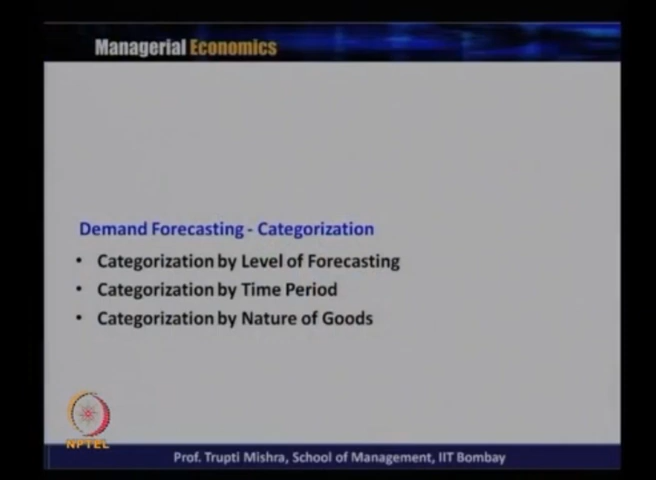 Managerial Economics
Demand Forecasting - Categorization
• Categorization by Level of Forecasting
• Categorization by Time Period
• Categorization by Nature of Goods
NPTEL
Prof. Trupti Mishra, School of Management, IIT Bombay